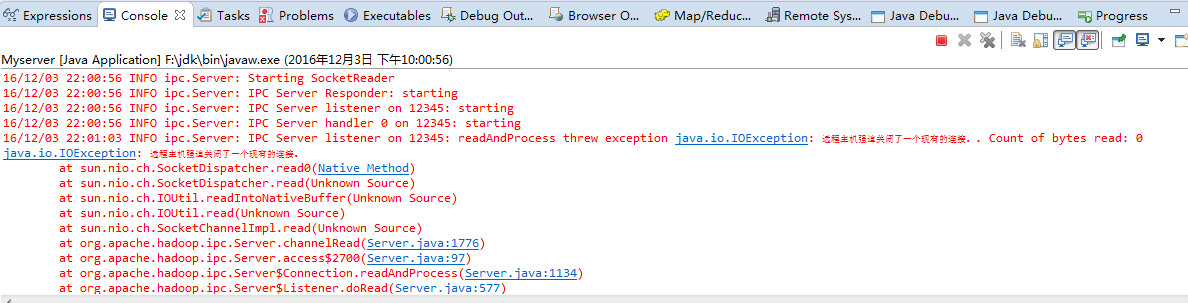 Expressions Console Tasks Problems Executables Debug Out... Browser O... Map/Reduc... Remote Sys... Java Debu... Java Debu... Progress
Myserver [Java Application] F:\jdk\bin\javaw.exe (2016年12月3日 下午10:00:56)
16/12/03 22:00:56 INFO ipc.Server: Starting SocketReader
16/12/03 22:00:56 INFO ipc.Server: IPC Server Responder: starting
16/12/03 22:00:56 INFO ipc.Server: IPC Server listener on 12345: starting
16/12/03 22:00:56 INFO ipc.Server: IPC Server handler 0 on 12345: starting
16/12/03 22:01:03 INFO ipc.Server: IPC Server listener on 12345: readAndProcess threw exception java.io.IOException: 远程主机强迫关闭了一个现有的连接。. Count of bytes read: 0
java.io.IOException: 远程主机强迫关闭了一个现有的连接。
at sun.nio.ch.SocketDispatcher.read0(Native Method)
at sun.nio.ch.SocketDispatcher.read(Unknown Source)
at sun.nio.ch.IOUtil.readIntoNativeBuffer(Unknown Source)
at sun.nio.ch.IOUtil.read(Unknown Source)
at sun.nio.ch.SocketChannelImpl.read(Unknown Source)
at org.apache.hadoop.ipc.Server.channelRead(Server.java:1776)
at org.apache.hadoop.ipc.Server.access$2700(Server.java:97)
at org.apache.hadoop.ipc.Server$Connection.readAndProcess(Server.java:1134)
at org.apache.hadoop.ipc.Server$Listener.doRead(Server.java:577)